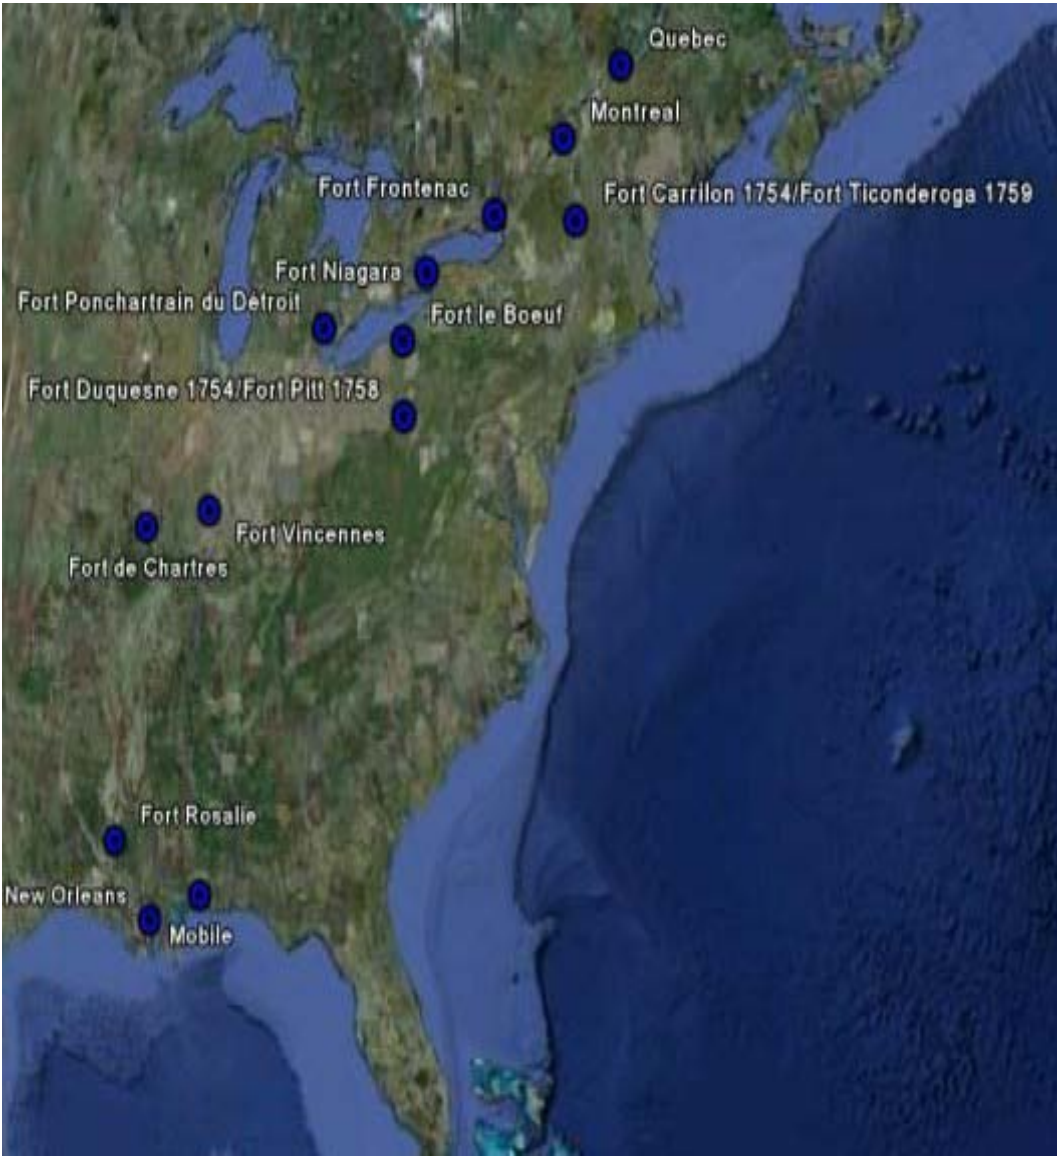 Quebec
Montreal
Fort Frontenac
Fort Carrilon 1754/Fort Ticonderoga 1759
Fort Niagara
Fort Ponchartrain du Détroit
Fort le Boeuf
Fort Duquesne 1754/Fort Pitt 1758
Fort Vincennes
Fort de Chartres
Fort Rosalie
New Orleans
Mobile